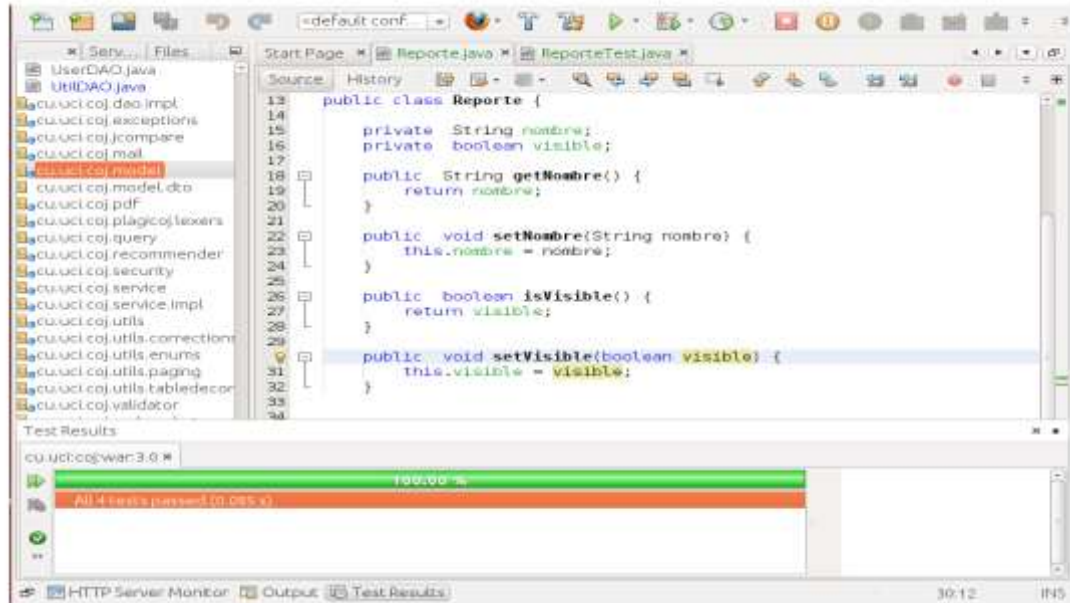 <default conf...
Serv... Files
Start Page Reporte.java ReporteTest.java
UserDAO.java
UtilDAO.java
cu.uci.coj.dao.impl
cu.uci.coj.exceptions
cu.uci.coj.jcompare
cu.uci.coj.mail
cu.uci.coj.model
cu.uci.coj.model.dto
cu.uci.coj.pdf
cu.uci.coj.plagicoj.lexers
cu.uci.coj.query
cu.uci.coj.recommender
cu.uci.coj.security
cu.uci.coj.service
cu.uci.coj.service.impl
cu.uci.coj.utils
cu.uci.coj.utils.corrections
cu.uci.coj.utils.enums
cu.uci.coj.utils.paging
cu.uci.coj.utils.tabledecor
cu.uci.coj.validator
Source History
13 public class Reporte {
14
15 private String nombre;
16 private boolean visible;
17
18 public String getNombre() {
19 return nombre;
20 }
21
22 public void setNombre(String nombre) {
23 this.nombre = nombre;
24 }
25
26 public boolean isVisible() {
27 return visible;
28 }
29
public void setVisible(boolean visible) {
31 this.visible = visible;
32 }
33
34
Test Results
cu.uci:coj:war:3.0
100.00 %
All 4 tests passed.(0.085 s)
HTTP Server Monitor Output Test Results
30:12 INS